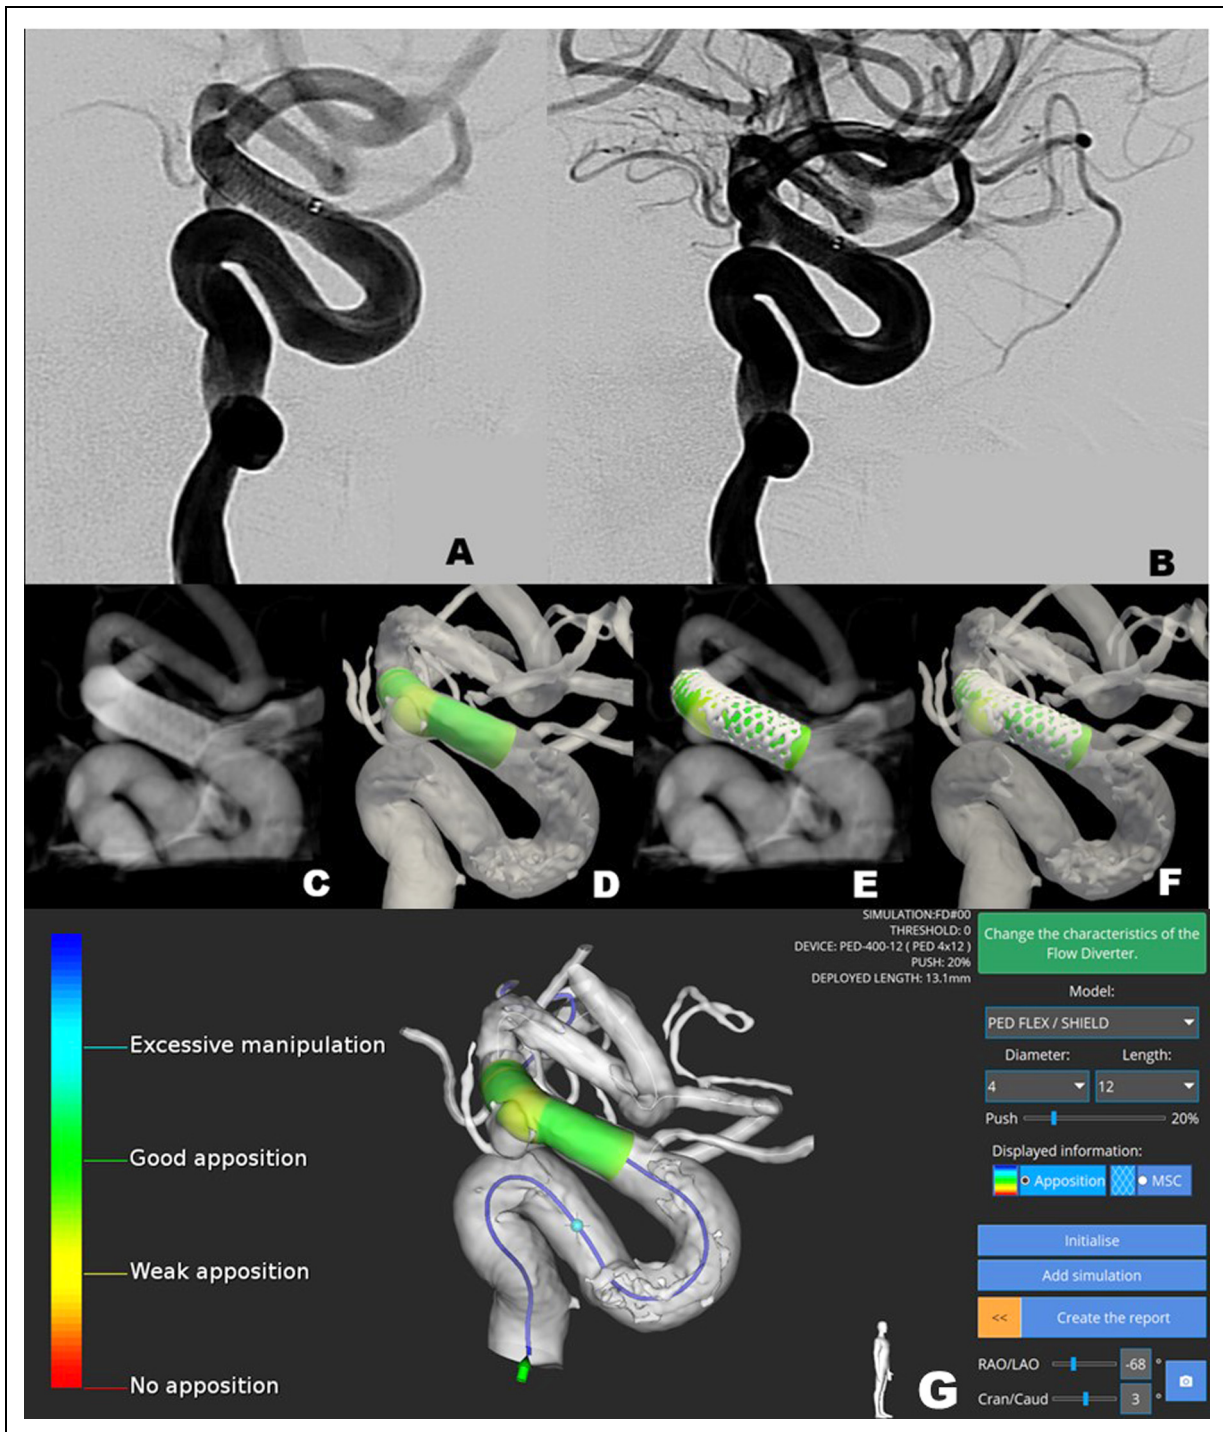 A
B
C
D
E
F
SIMULATION:FD#00
THRESHOLD: 0
DEVICE: PED-400-12 ( PED 4x12 )
PUSH: 20%
DEPLOYED LENGTH: 13.1mm
Change the characteristics of the
Flow Diverter.
Model:
PED FLEX / SHIELD
Diameter:
Length:
4
12
Push
20%
Displayed information:
Apposition
MSC
Initialise
Add simulation
<<
Create the report
RAO/LAO
-68
°
Cran/Caud
3
°
Excessive manipulation
Good apposition
Weak apposition
No apposition
G